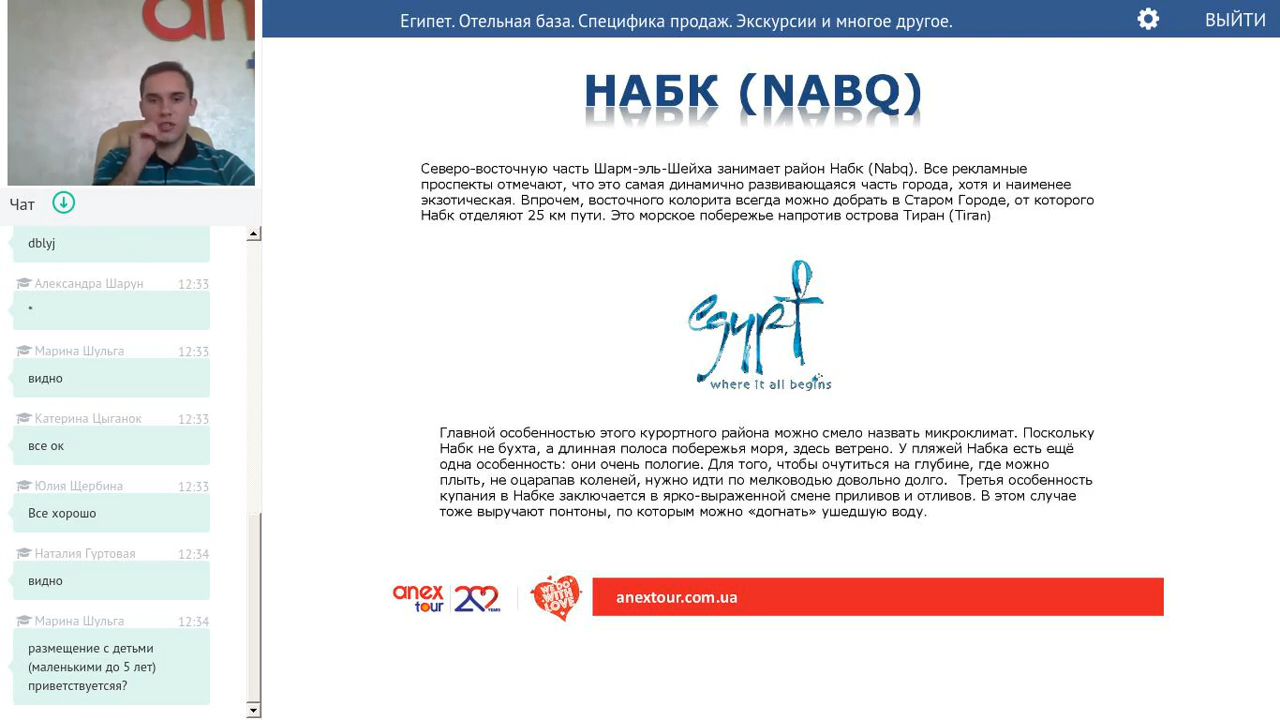 Египет. Отельная база. Специфика продаж. Экскурсии и многое другое.
ВЫЙТИ
an
Чат
dblyj
Александра Шарун 12:33
*
Марина Шульга 12:33
видно
Катерина Цыганок 12:33
все ок
Юлия Щербина 12:33
Все хорошо
Наталия Гуртовая 12:34
видно
Марина Шульга 12:34
размещение с детьми
(маленькими до 5 лет)
приветствуетсяя?
НАБК (NABQ)
Северо-восточную часть Шарм-эль-Шейха занимает район Набк (Nabq). Все рекламные
проспекты отмечают, что это самая динамично развивающаяся часть города, хотя и наименее
экзотическая. Впрочем, восточного колорита всегда можно добрать в Старом Городе, от которого
Набк отделяют 25 км пути. Это морское побережье напротив острова Тиран (Tiran)
egypt
where it all begins
Главной особенностью этого курортного района можно смело назвать микроклимат. Поскольку
Набк не бухта, а длинная полоса побережья моря, здесь ветрено. У пляжей Набка есть ещё
одна особенность: они очень пологие. Для того, чтобы очутиться на глубине, где можно
плыть, не оцарапав коленей, нужно идти по мелководью довольно долго.  Третья особенность
купания в Набке заключается в ярко-выраженной смене приливов и отливов. В этом случае
тоже выручают понтоны, по которым можно «догнать» ушедшую воду.
anex
tour
20 YEARS
WE DO
WITH
LOVE
anextour.com.ua